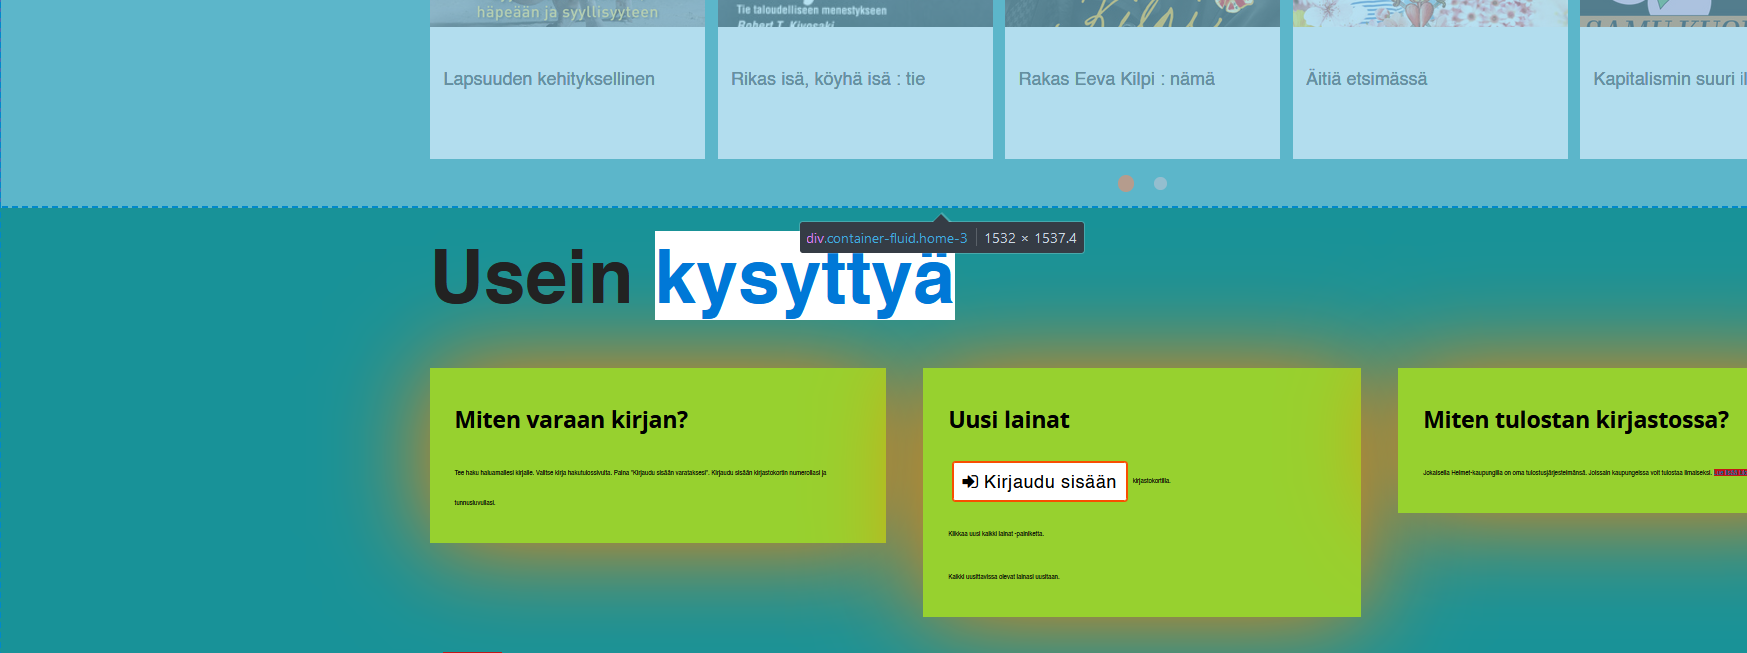 häpeään ja syyllisyyteen
Tie taloudelliseen menestykseen
Robert T. Kiyosaki
Kilpi
SAMU KUO
Lapsuuden kehityksellinen
Rikas isä, köyhä isä : tie
Rakas Eeva Kilpi : nämä
Äitiä etsimässä
Kapitalismin suuri il
div.container-fluid.home-3 1532 × 1537.4
Usein kysyttyä
Miten varaan kirjan?
Tee haku haluamallesi kirjalle. Valitse kirja hakutulossivulta. Paina "Kirjaudu sisään varataksesi". Kirjaudu sisään kirjastokortin numerollasi ja
tunnusluvullasi.
Uusi lainat
Kirjaudu sisään kirjastokortilla.
Klikkaa uusi kaikki lainat -painiketta.
Kaikki uusittavissa olevat lainasi uusitaan.
Miten tulostan kirjastossa?
Jokaisella Helmet-kaupungilla on oma tulostusjärjestelmänsä. Joissain kaupungeissa voit tulostaa ilmaiseksi.